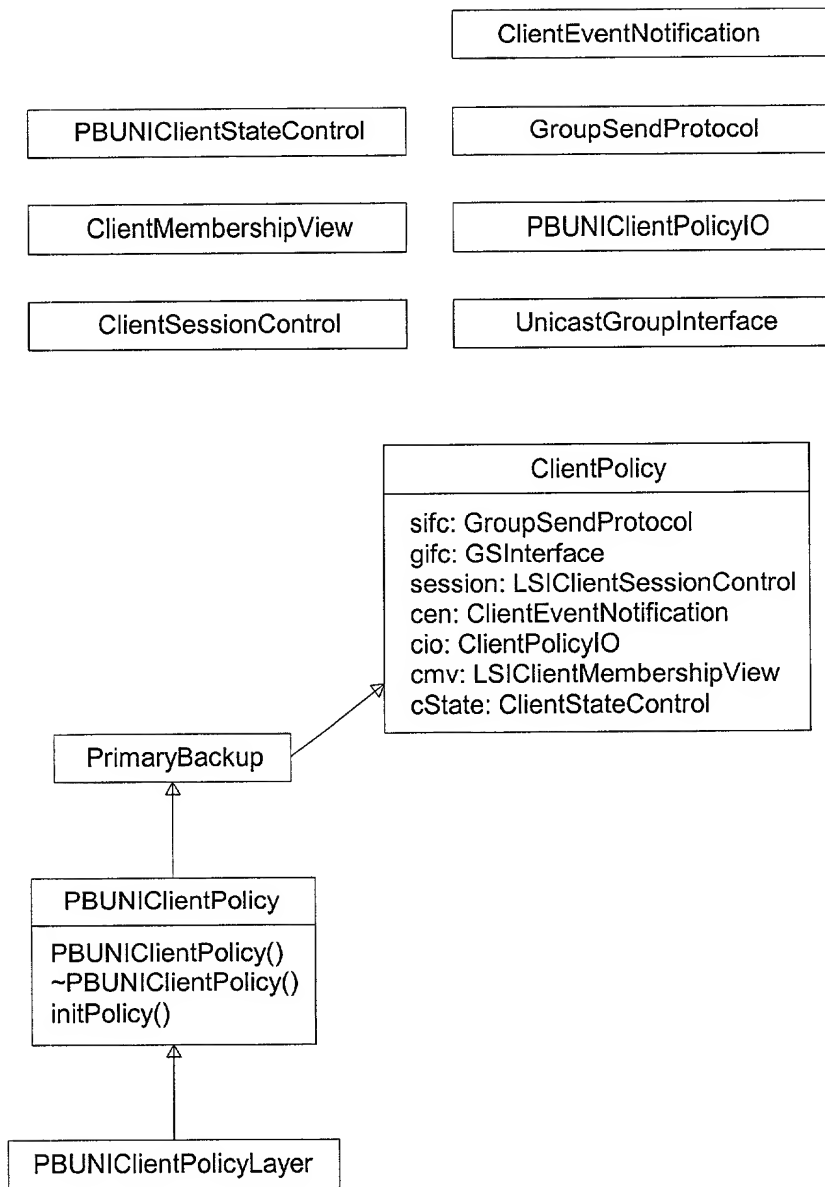 ClientEventNotification
PBUNIClientStateControl
GroupSendProtocol
ClientMembershipView
PBUNIClientPolicyIO
ClientSessionControl
UnicastGroupInterface
ClientPolicy
sifc: GroupSendProtocol
gifc: GSInterface
session: LSIClientSessionControl
cen: ClientEventNotification
cio: ClientPolicyIO
cmv: LSIClientMembershipView
cState: ClientStateControl
PrimaryBackup
PBUNIClientPolicy
PBUNIClientPolicy()
~PBUNIClientPolicy()
initPolicy()
PBUNIClientPolicyLayer